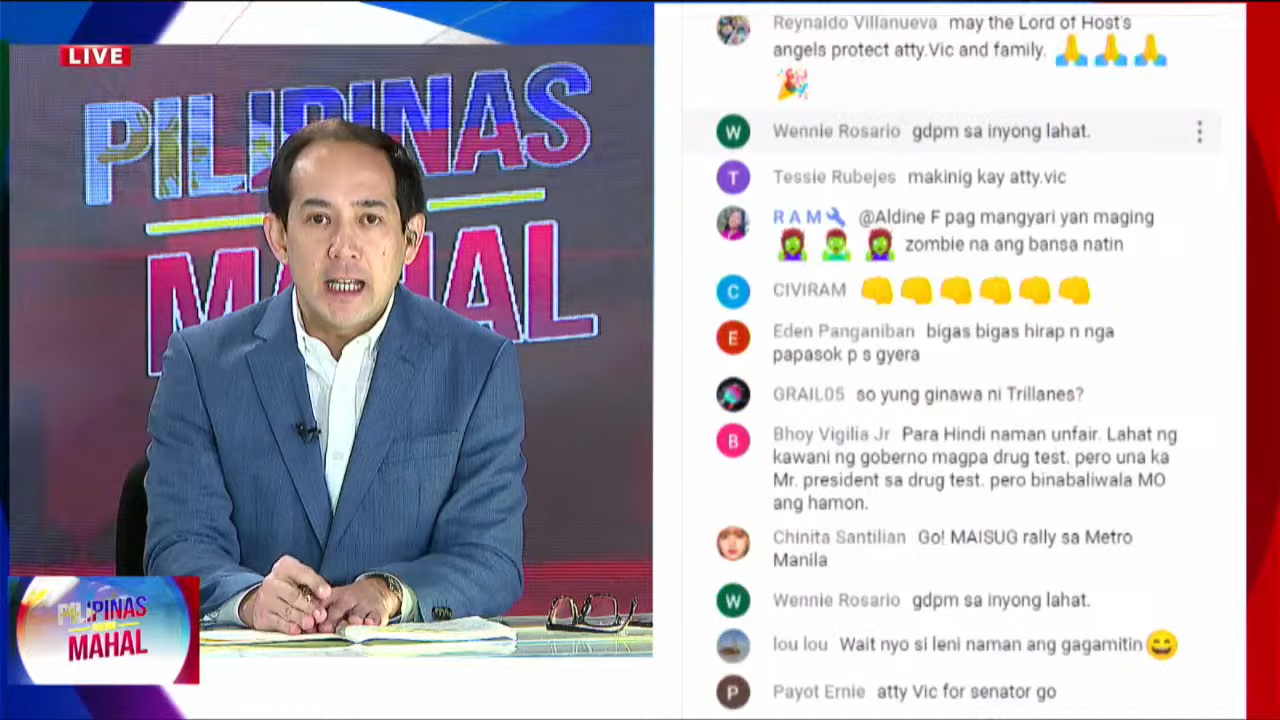 LIVE
PILIPINAS
MAHAL
PILIPINAS
MAHAL
Reynaldo Villanueva may the Lord of Host's
angels protect atty.Vic and family. 🙏 🙏 🙏
🎉
W Wennie Rosario gdpm sa inyong lahat.
T Tessie Rubejes makinig kay atty.vic
R A M🔧 @Aldine F pag mangyari yan maging
🧟‍♀️ 🧟‍♂️ 🧟‍♀️ zombie na ang bansa natin
C CIVIRAM 👊👊👊👊👊👊
E Eden Panganiban bigas bigas hirap n nga
papasok p s gyera
GRAIL05 so yung ginawa ni Trillanes?
B Bhoy Vigilia Jr Para Hindi naman unfair. Lahat ng
kawani ng goberno magpa drug test. pero una ka
Mr. president sa drug test. pero binabaliwala MO
ang hamon.
Chinita Santilian Go! MAISUG rally sa Metro
Manila
W Wennie Rosario gdpm sa inyong lahat.
lou lou Wait nyo si leni naman ang gagamitin😄
P Payot Ernie atty Vic for senator go